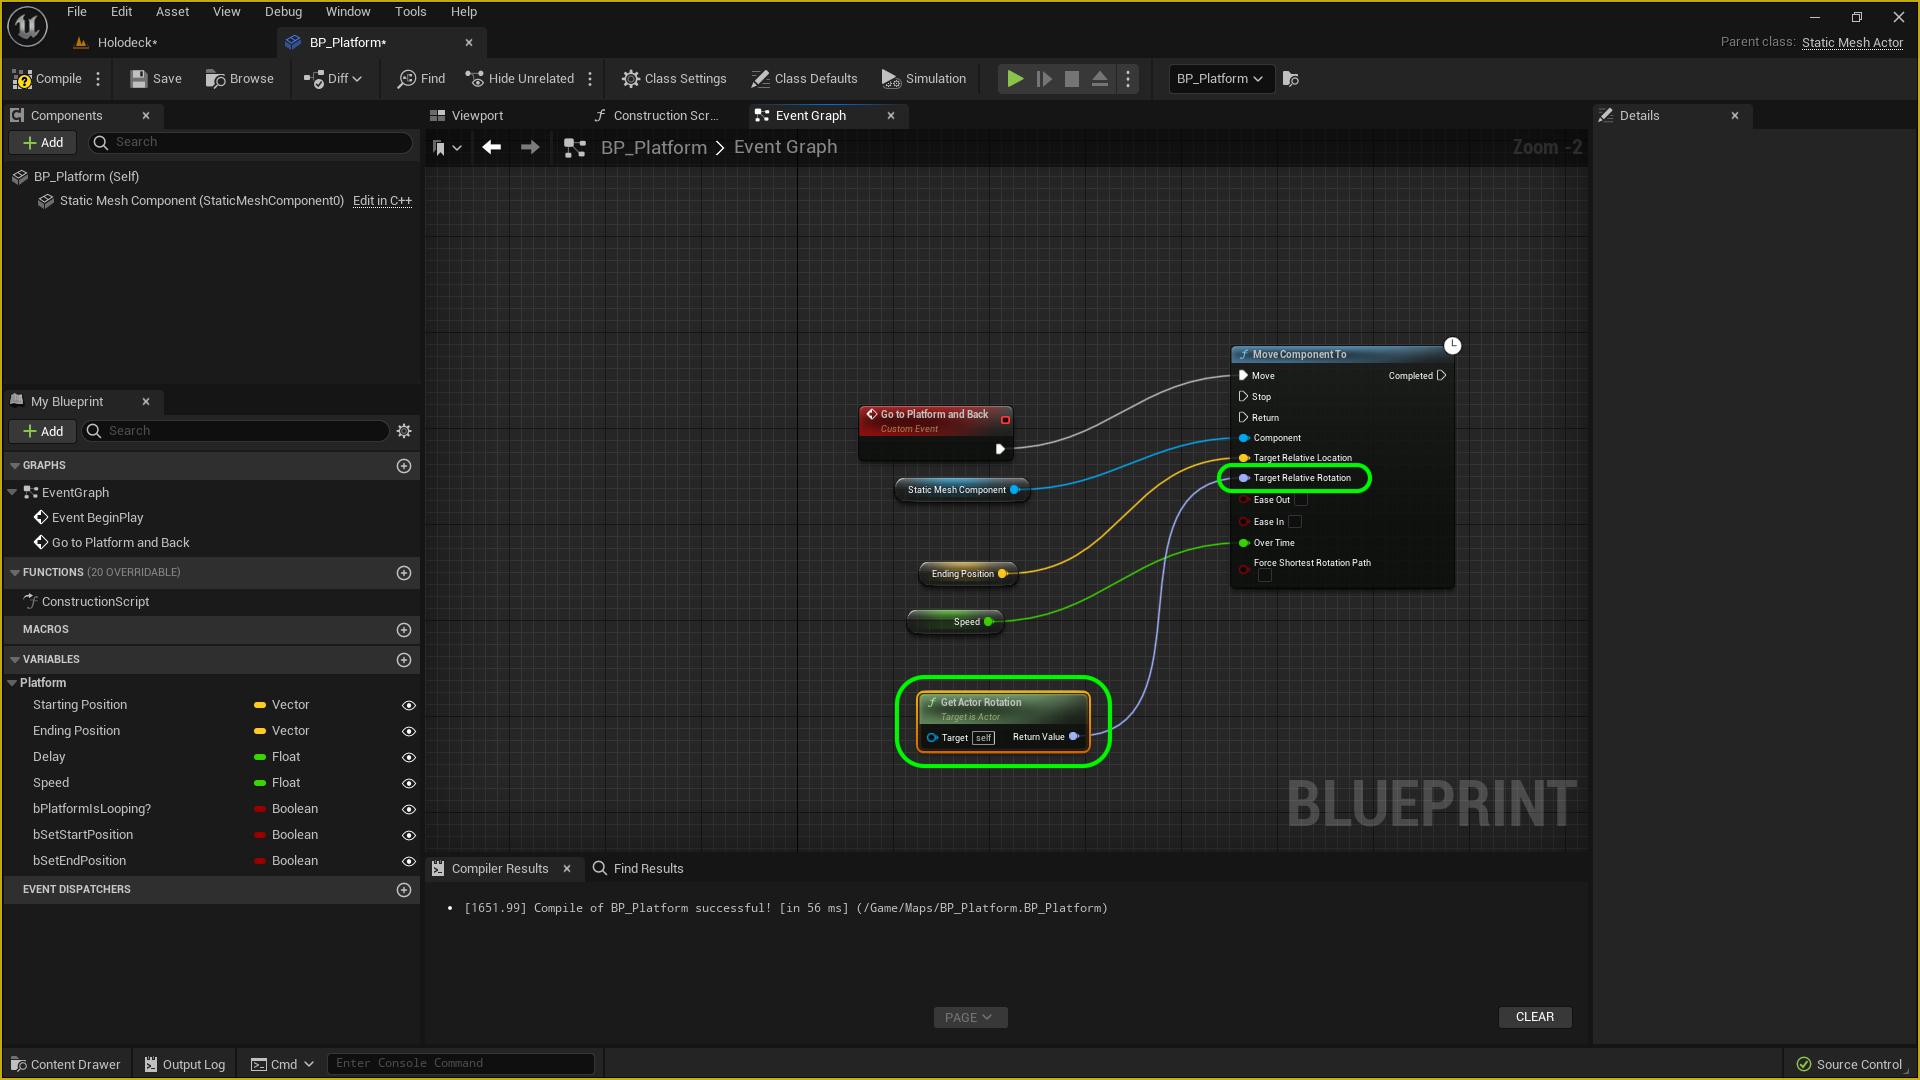 File Edit Asset View Debug Window Tools Help
Holodeck* BP_Platform*
Parent class: Static Mesh Actor
Compile Save Browse Diff Find Hide Unrelated Class Settings Class Defaults Simulation BP_Platform
Components Viewport Construction Scr... Event Graph Details
Add Search
BP_Platform > Event Graph Zoom -2
BP_Platform (Self)
Static Mesh Component (StaticMeshComponent0) Edit in C++
My Blueprint
Add Search
GRAPHS
EventGraph
Event BeginPlay
Go to Platform and Back
FUNCTIONS (20 OVERRIDABLE)
ConstructionScript
MACROS
VARIABLES
Platform
Starting Position Vector
Ending Position Vector
Delay Float
Speed Float
bPlatformIsLooping? Boolean
bSetStartPosition Boolean
bSetEndPosition Boolean
EVENT DISPATCHERS
Go to Platform and Back
Custom Event
Static Mesh Component
Ending Position
Speed
Get Actor Rotation
Target is Actor
Target self Return Value
Move Component To
Move Completed
Stop
Return
Component
Target Relative Location
Target Relative Rotation
Ease Out
Ease In
Over Time
Force Shortest Rotation Path
BLUEPRINT
Compiler Results Find Results
• [1651.99] Compile of BP_Platform successful! [in 56 ms] (/Game/Maps/BP_Platform.BP_Platform)
PAGE CLEAR
Content Drawer Output Log Cmd Enter Console Command Source Control